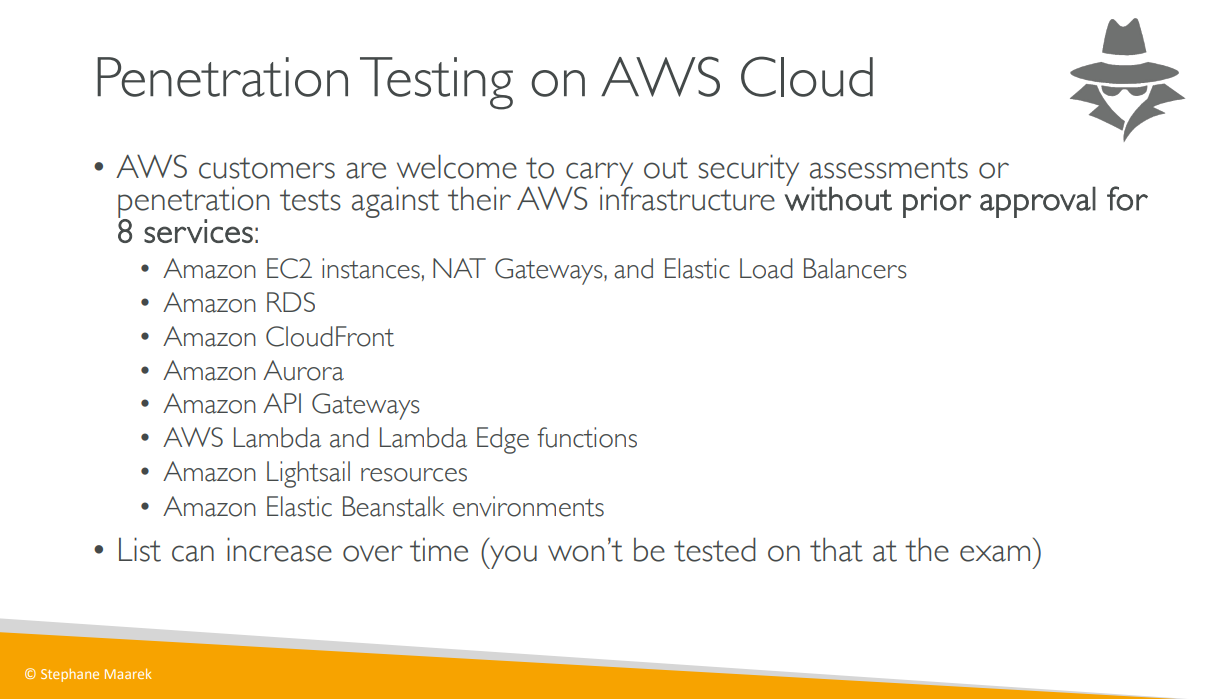 Penetration Testing on AWS Cloud
• AWS customers are welcome to carry out security assessments or
penetration tests against their AWS infrastructure without prior approval for
8 services:
• Amazon EC2 instances, NAT Gateways, and Elastic Load Balancers
• Amazon RDS
• Amazon CloudFront
• Amazon Aurora
• Amazon API Gateways
• AWS Lambda and Lambda Edge functions
• Amazon Lightsail resources
• Amazon Elastic Beanstalk environments
• List can increase over time (you won’t be tested on that at the exam)
© Stephane Maarek